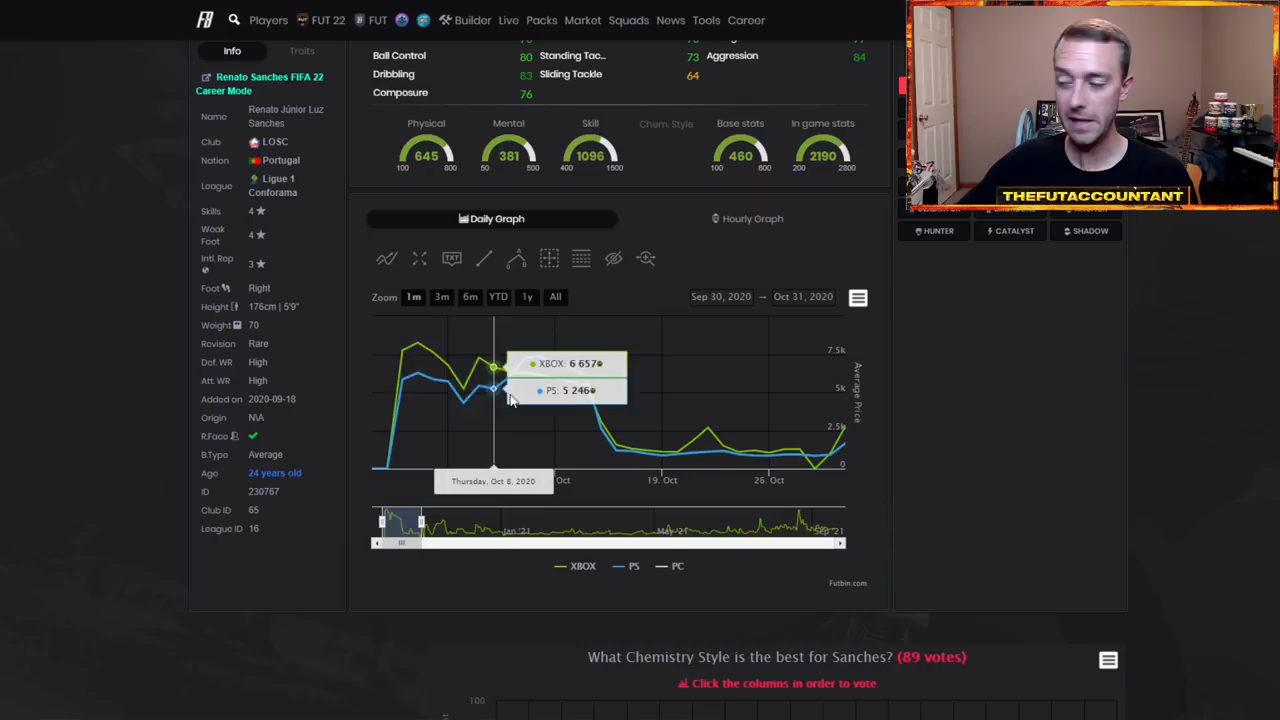 FB Players FUT 22 FUT Builder Live Packs Market Squads News Tools Career
Info Traits
Renato Sanches FIFA 22
Career Mode
Name Renato Júnior Luz
Sanches
Club LOSC
Nation Portugal
League Ligue 1
Conforama
Skills 4
Weak
Foot 4
Intl. Rep 3
Foot Right
Height 176cm | 5'9"
Weight 70
Revision Rare
Def. WR High
Att. WR High
Added on 2020-09-18
Origin N\A
R.Face
B.Type Average
Age 24 years old
ID 230767
Club ID 65
League ID 16
Ball Control 80 Standing Tac... 73 Aggression 84
Dribbling 83 Sliding Tackle 64
Composure 76
Physical Mental Skill Chem. Style Base stats In game stats
645 381 1096 460 2190
100 800 50 500 400 1500 100 600 200 2800
Daily Graph Hourly Graph
TXT
Zoom 1m 3m 6m YTD 1y All Sep 30, 2020 → Oct 31, 2020
7.5k
5k
2.5k
0
Average Price
XBOX: 6 657
PS: 5 246
Thursday, Oct 8, 2020
Oct 19. Oct 26. Oct
Jan '21 May '21 Sep '21
XBOX PS PC
Futbin.com
THEFUTACCOUNTANT
HUNTER CATALYST SHADOW
What Chemistry Style is the best for Sanches? (89 votes)
Click the columns in order to vote
100